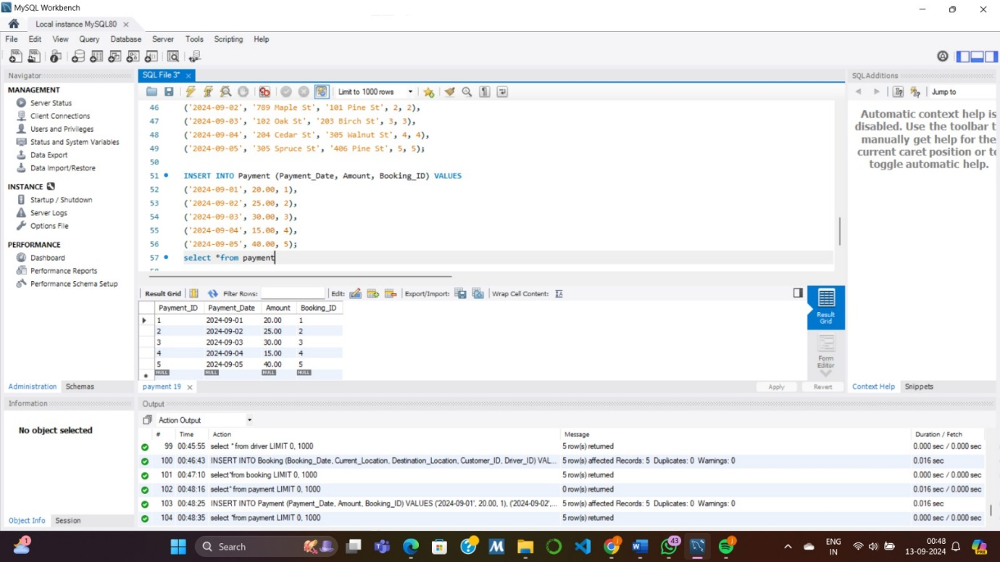 MySQL Workbench
Local instance MySQL80
File Edit View Query Database Server Tools Scripting Help
Navigator
MANAGEMENT
Server Status
Client Connections
Users and Privileges
Status and System Variables
Data Export
Data Import/Restore
INSTANCE
Startup / Shutdown
Server Logs
Options File
PERFORMANCE
Dashboard
Performance Reports
Performance Schema Setup
Administration Schemas
Information
No object selected
Object Info Session
SQL File 3*
Limit to 1000 rows
46 ('2024-09-02', '789 Maple St', '101 Pine St', 2, 2),
47 ('2024-09-03', '102 Oak St', '203 Birch St', 3, 3),
48 ('2024-09-04', '204 Cedar St', '305 Walnut St', 4, 4),
49 ('2024-09-05', '305 Spruce St', '406 Pine St', 5, 5);
50
51 INSERT INTO Payment (Payment_Date, Amount, Booking_ID) VALUES
52 ('2024-09-01', 20.00, 1),
53 ('2024-09-02', 25.00, 2),
54 ('2024-09-03', 30.00, 3),
55 ('2024-09-04', 15.00, 4),
56 ('2024-09-05', 40.00, 5);
57 select *from payment
Result Grid Filter Rows: Edit: Export/Import: Wrap Cell Content:
Payment_ID Payment_Date Amount Booking_ID
1 2024-09-01 20.00 1
2 2024-09-02 25.00 2
3 2024-09-03 30.00 3
4 2024-09-04 15.00 4
5 2024-09-05 40.00 5
NULL NULL NULL NULL
Result
Grid
Form
Editor
payment 19
Apply Revert
SQLAdditions
Jump to
Automatic context help is
disabled. Use the toolbar t
manually get help for the
current caret position or to
toggle automatic help.
Context Help Snippets
Output
Action Output
# Time Action Message Duration / Fetch
99 00:45:55 select * from driver LIMIT 0, 1000 5 row(s) returned 0.000 sec / 0.000 sec
100 00:46:43 INSERT INTO Booking (Booking_Date, Current_Location, Destination_Location, Customer_ID, Driver_ID) VAL... 5 row(s) affected Records: 5 Duplicates: 0 Warnings: 0 0.016 sec
101 00:47:10 select*from booking LIMIT 0, 1000 5 row(s) returned 0.000 sec / 0.000 sec
102 00:48:16 select*from payment LIMIT 0, 1000 0 row(s) returned 0.000 sec / 0.000 sec
103 00:48:25 INSERT INTO Payment (Payment_Date, Amount, Booking_ID) VALUES ('2024-09-01', 20.00, 1), ('2024-09-02',... 5 row(s) affected Records: 5 Duplicates: 0 Warnings: 0 0.016 sec
104 00:48:35 select *from payment LIMIT 0, 1000 5 row(s) returned 0.000 sec / 0.000 sec
1
Search
43
ENG
IN
00:48
13-09-2024
PRE